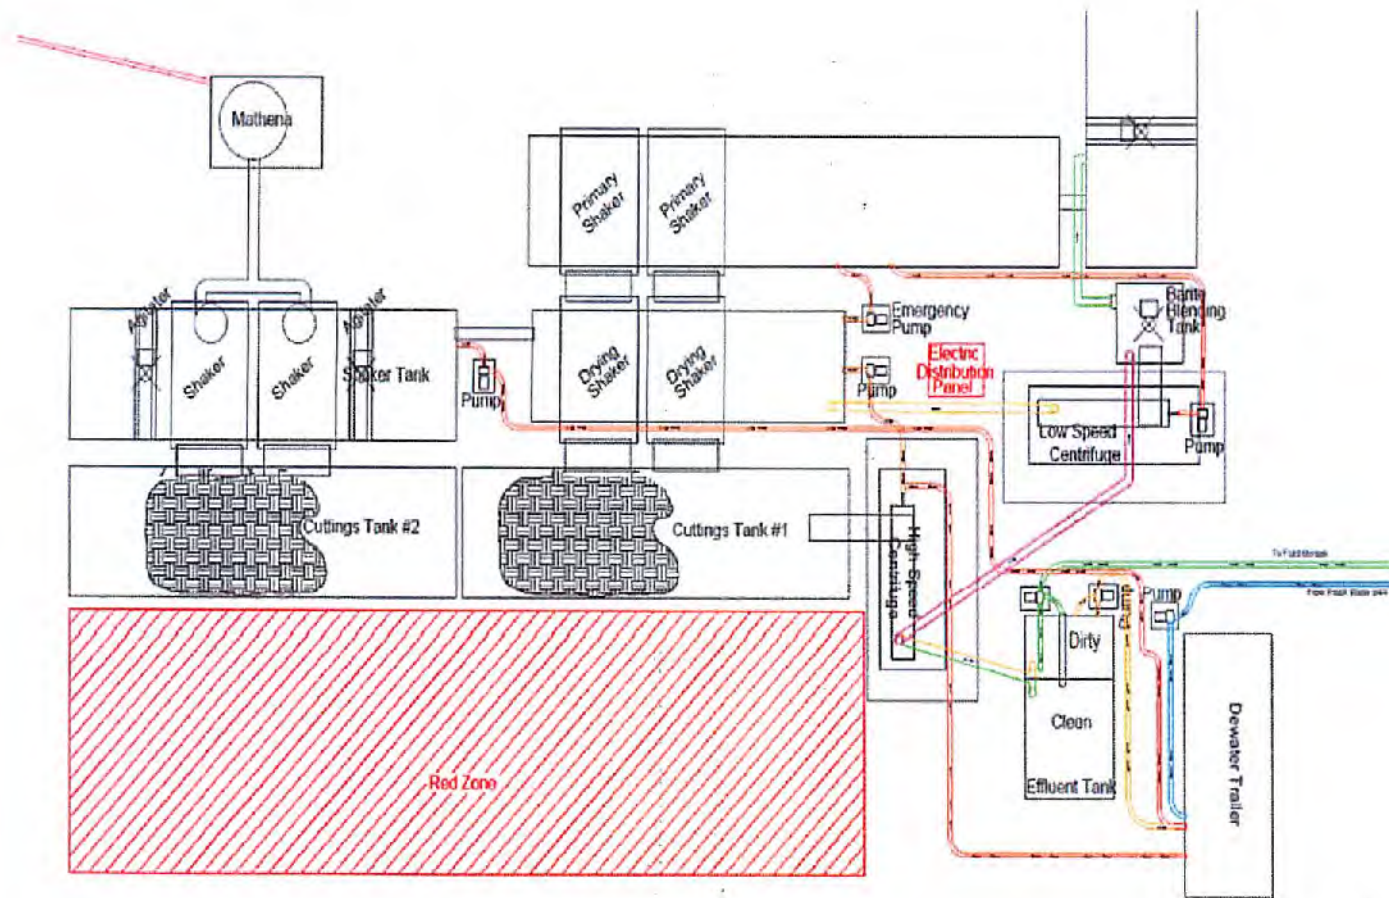 Mathena
Primary
Shaker
Primary
Shaker
Agitater
Agitater
Shaker
Shaker
Shaker Tank
Pump
Drying
Shaker
Drying
Shaker
Emergency
Pump
Pump
Electric
Distribution
Panel
Barite
Blending
Tank
Low Speed
Centrifuge
Pump
Cuttings Tank #2
Cuttings Tank #1
High Speed
Centrifuge
Pump
Pump
Dirty
Clean
Effluent Tank
Dewater Trailer
Red Zone